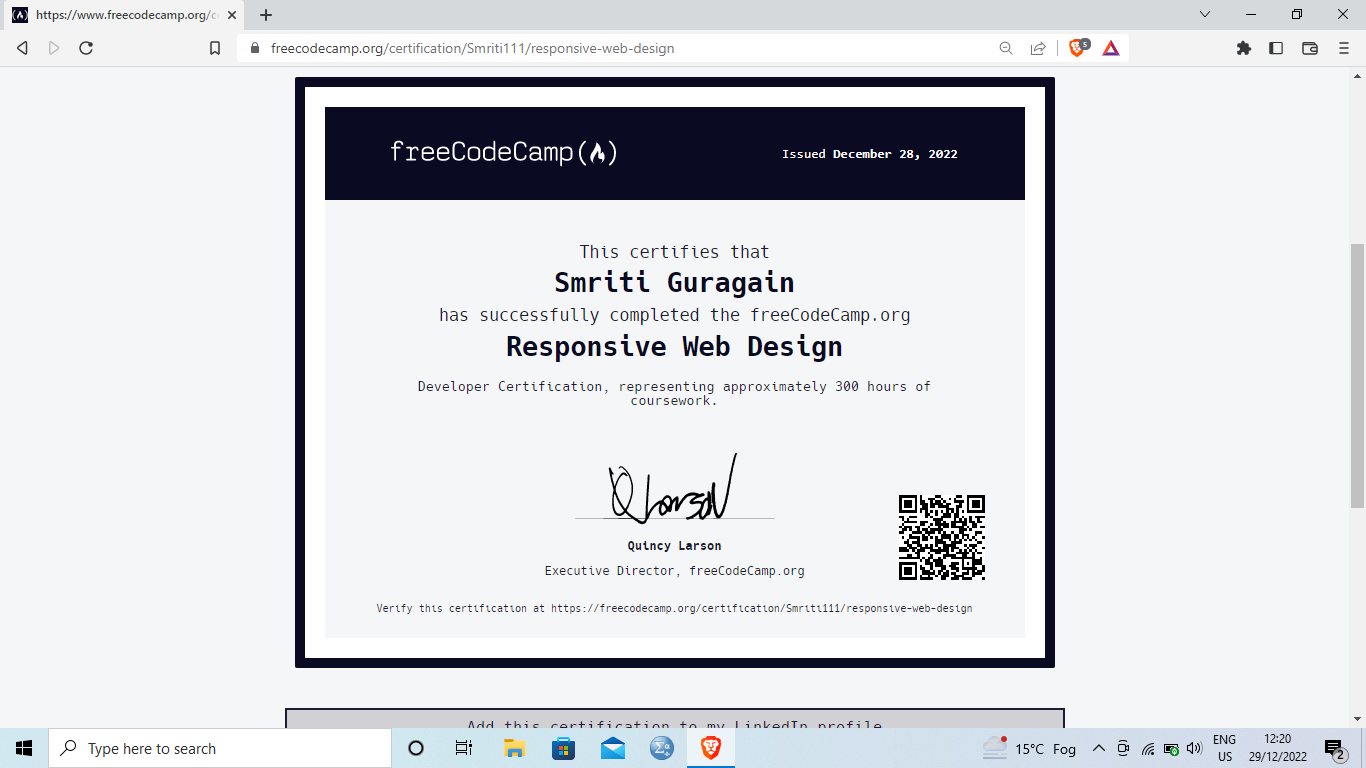 https://www.freecodecamp.org/c
freecodecamp.org/certification/Smriti111/responsive-web-design
5
freeCodeCamp
Issued December 28, 2022
This certifies that
Smriti Guragain
has successfully completed the freeCodeCamp.org
Responsive Web Design
Developer Certification, representing approximately 300 hours of
coursework.
Quincy Larson
Executive Director, freeCodeCamp.org
Verify this certification at https://freecodecamp.org/certification/Smriti111/responsive-web-design
Add this certification to my LinkedIn profile
Type here to search
15°C Fog
ENG
US
12:20
29/12/2022
2